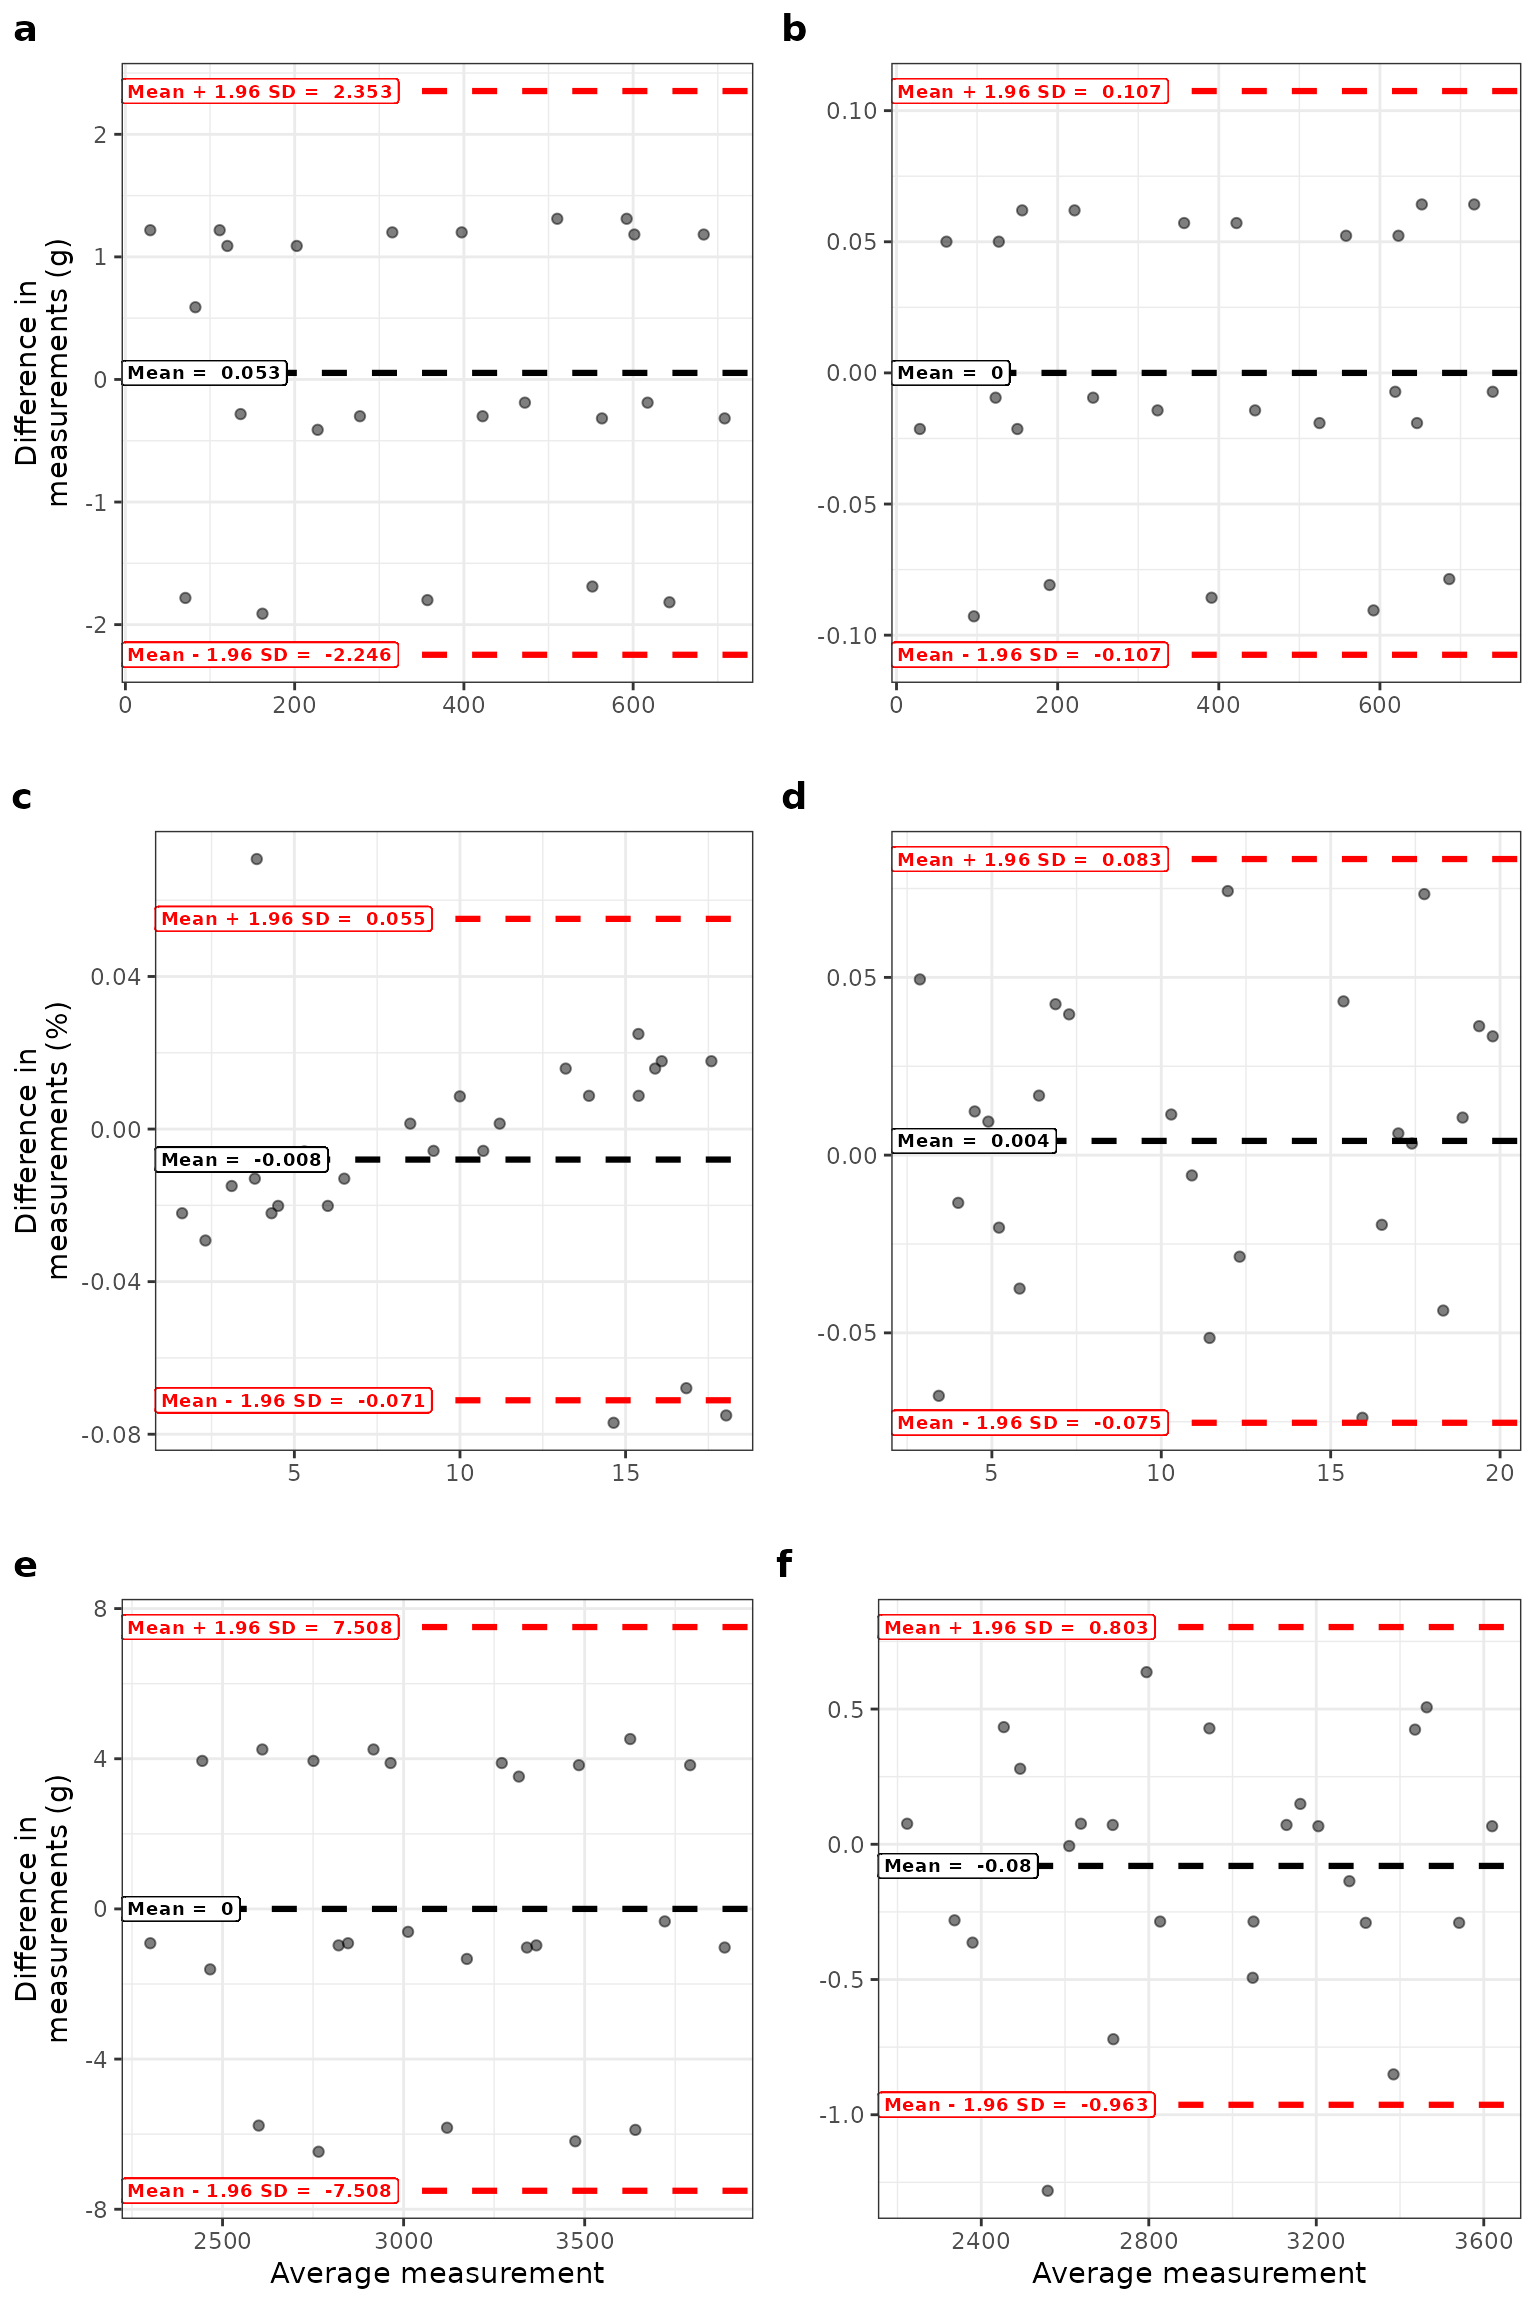 a
Mean + 1.96 SD = 2.353
2
1
Mean = 0.053
0
-1
-2
Mean - 1.96 SD = -2.246
0 200 400 600
Difference in
measurements (g)
b
Mean + 1.96 SD = 0.107
0.10
0.05
0.00
Mean = 0
-0.05
-0.10
Mean - 1.96 SD = -0.107
0 200 400 600
c
Mean + 1.96 SD = 0.055
0.04
0.00
Mean = -0.008
-0.04
Mean - 1.96 SD = -0.071
-0.08
5 10 15
Difference in
measurements (%)
d
Mean + 1.96 SD = 0.083
0.05
Mean = 0.004
0.00
-0.05
Mean - 1.96 SD = -0.075
5 10 15 20
e
8
Mean + 1.96 SD = 7.508
4
0
Mean = 0
-4
Mean - 1.96 SD = -7.508
-8
2500 3000 3500
Average measurement
Difference in
measurements (g)
f
Mean + 1.96 SD = 0.803
0.5
0.0
Mean = -0.08
-0.5
Mean - 1.96 SD = -0.963
-1.0
2400 2800 3200 3600
Average measurement